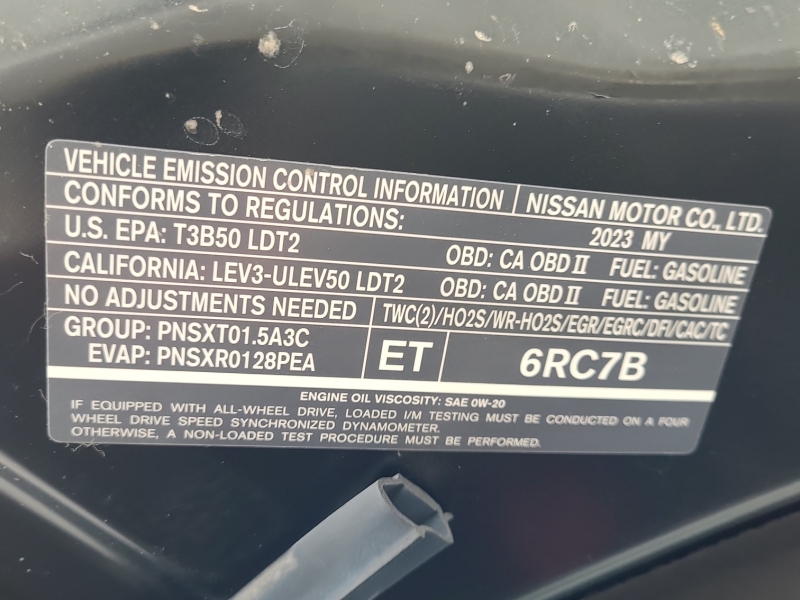 VEHICLE EMISSION CONTROL INFORMATION NISSAN MOTOR CO., LTD.
CONFORMS TO REGULATIONS: 2023 MY
U.S. EPA: T3B50 LDT2 OBD: CA OBD II FUEL: GASOLINE
CALIFORNIA: LEV3-ULEV50 LDT2 OBD: CA OBD II FUEL: GASOLINE
NO ADJUSTMENTS NEEDED TWC(2)/HO2S/WR-HO2S/EGR/EGRC/DFI/CAC/TC
GROUP: PNSXT01.5A3C
EVAP: PNSXR0128PEA ET 6RC7B
ENGINE OIL VISCOSITY: SAE 0W-20
IF EQUIPPED WITH ALL-WHEEL DRIVE, LOADED I/M TESTING MUST BE CONDUCTED ON A FOUR
WHEEL DRIVE SPEED SYNCHRONIZED DYNAMOMETER.
OTHERWISE, A NON-LOADED TEST PROCEDURE MUST BE PERFORMED.